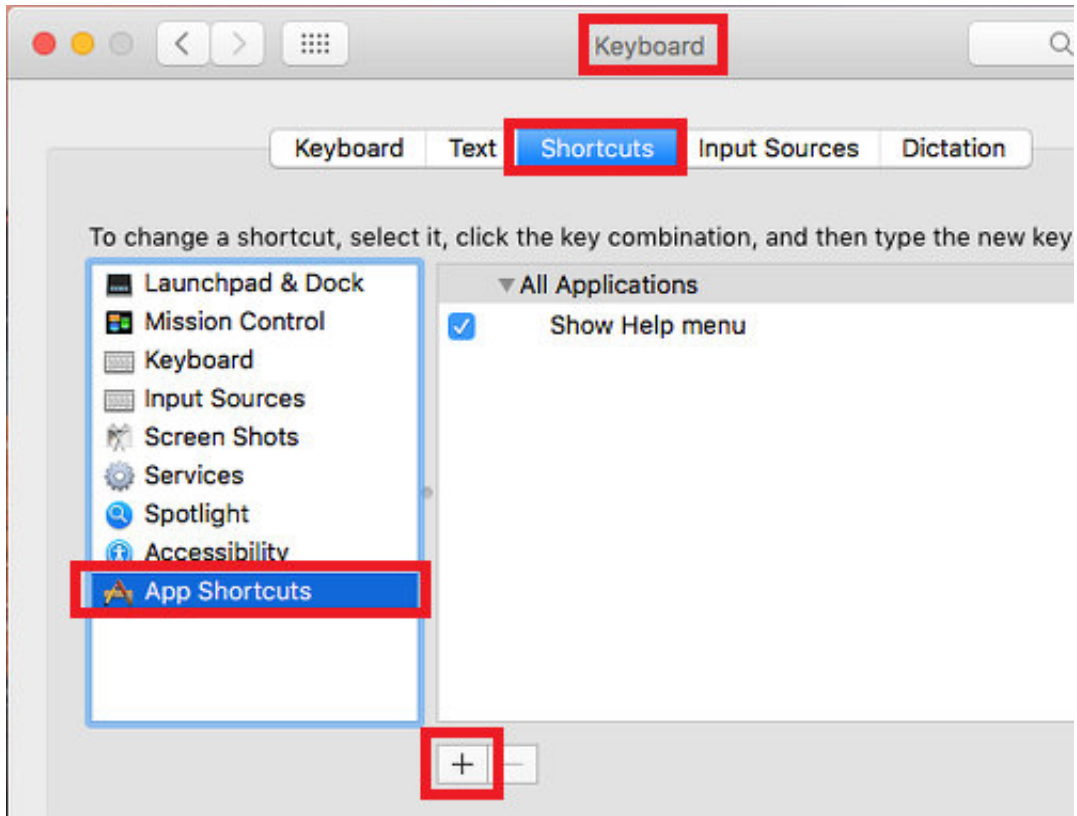 Keyboard
Keyboard Text Shortcuts Input Sources Dictation
To change a shortcut, select it, click the key combination, and then type the new key
Launchpad & Dock
Mission Control
Keyboard
Input Sources
Screen Shots
Services
Spotlight
Accessibility
App Shortcuts
All Applications
Show Help menu